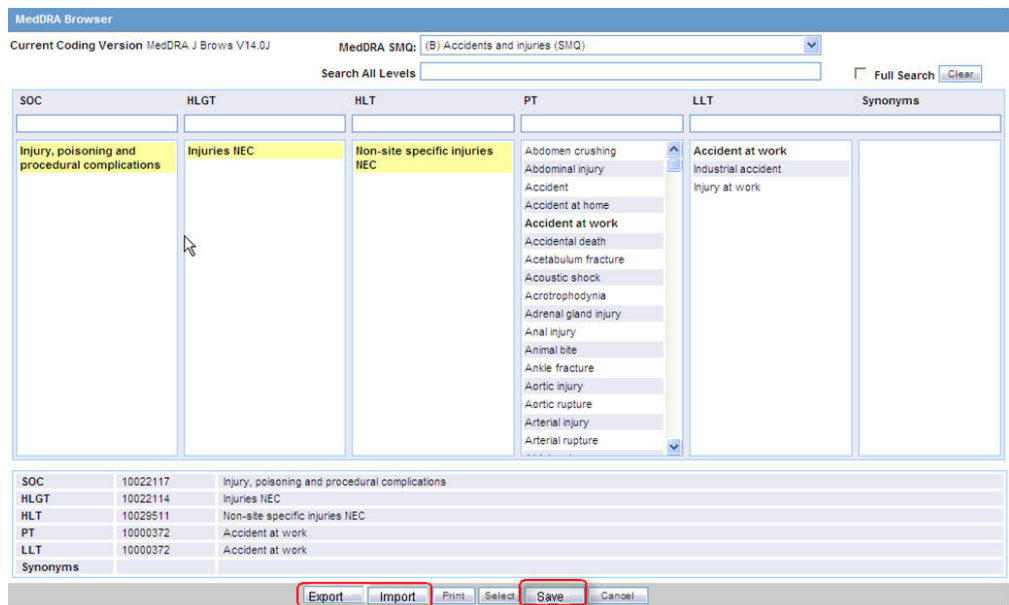 MedDRA Browser
Current Coding Version MedDRA J Brows V14.0J MedDRA SMQ: (B) Accidents and injuries (SMQ)
Search All Levels Full Search Clear
SOC HLGT HLT PT LLT Synonyms
Injury, poisoning and procedural complications
Injuries NEC
Non-site specific injuries NEC
Abdomen crushing
Abdominal injury
Accident
Accident at home
Accident at work
Accidental death
Acetabulum fracture
Acoustic shock
Acrotrophodynia
Adrenal gland injury
Anal injury
Animal bite
Ankle fracture
Aortic injury
Aortic rupture
Arterial injury
Arterial rupture
Accident at work
Industrial accident
Injury at work
SOC 10022117 Injury, poisoning and procedural complications
HLGT 10022114 Injuries NEC
HLT 10029511 Non-site specific injuries NEC
PT 10000372 Accident at work
LLT 10000372 Accident at work
Synonyms
Export Import Print Select Save Cancel